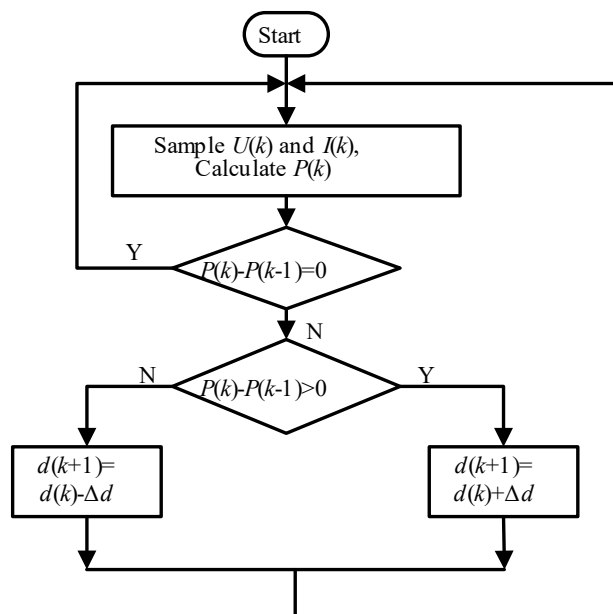 Start
Sample U(k) and I(k),
Calculate P(k)
Y
P(k)-P(k-1)=0
N
N
P(k)-P(k-1)>0
Y
d(k+1)=
d(k)-Δd
d(k+1)=
d(k)+Δd